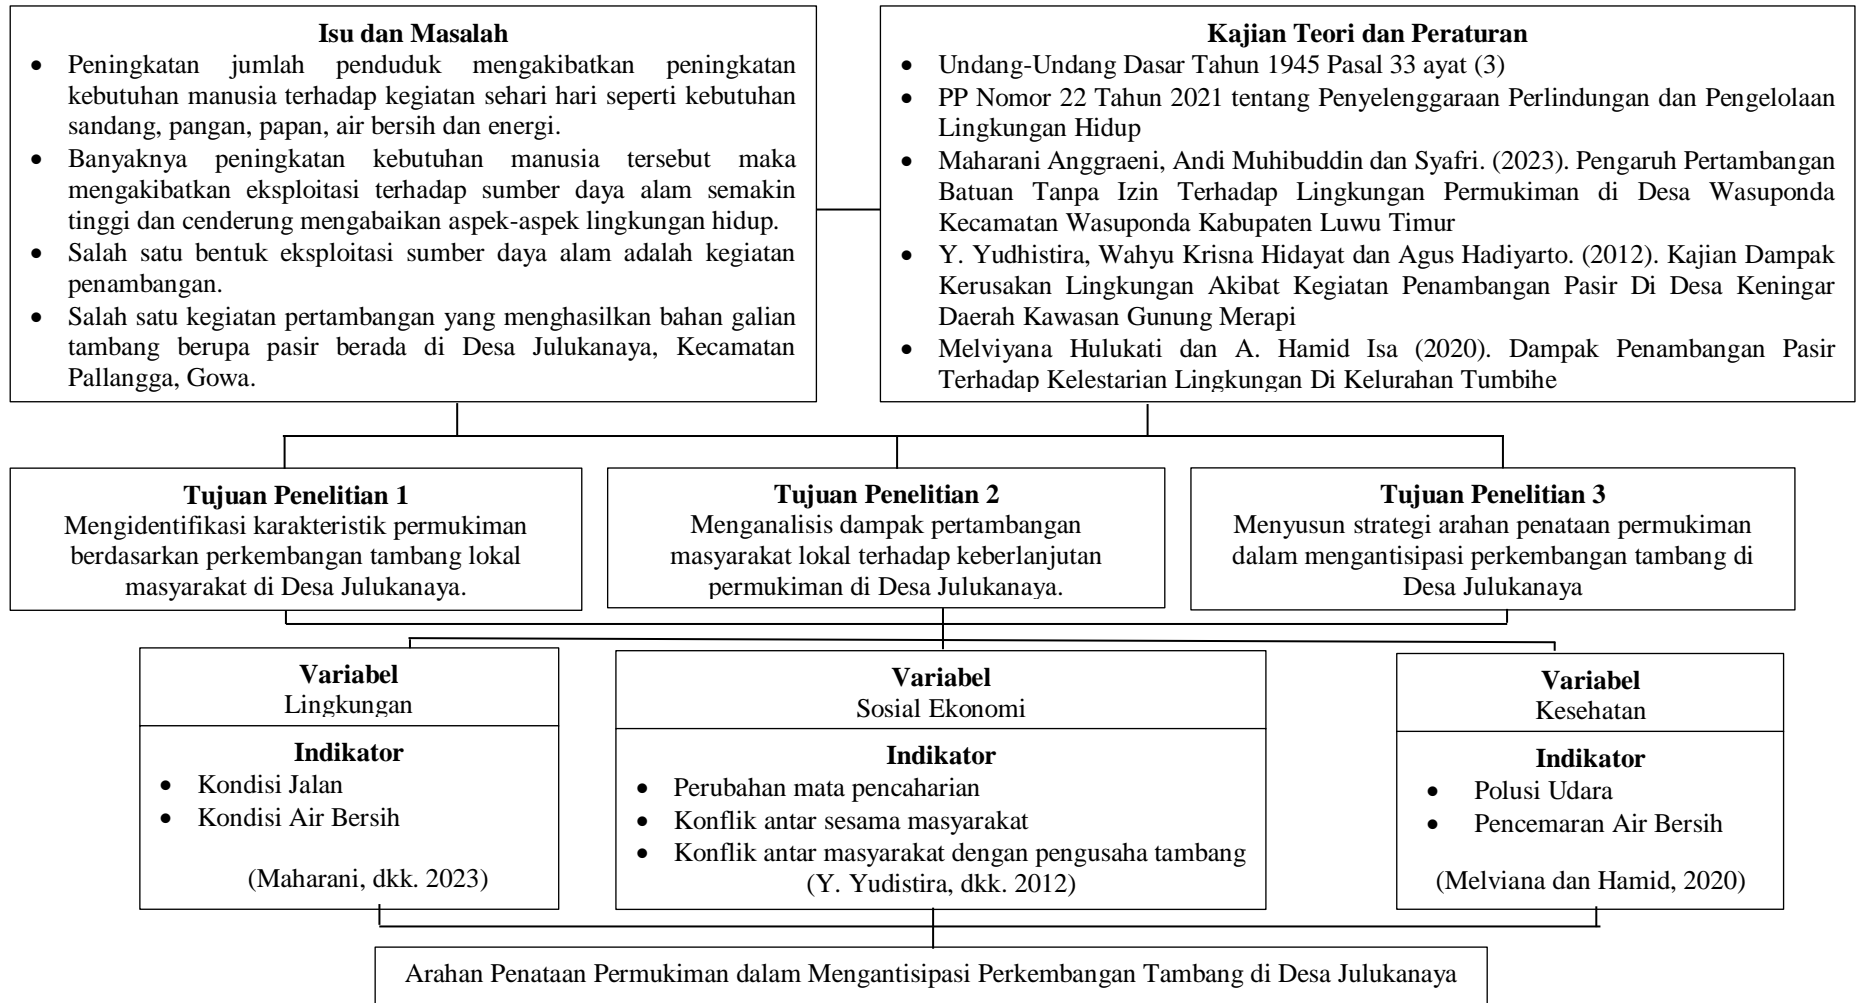 Isu dan Masalah
• Peningkatan jumlah penduduk mengakibatkan peningkatan
kebutuhan manusia terhadap kegiatan sehari hari seperti kebutuhan
sandang, pangan, papan, air bersih dan energi.
• Banyaknya peningkatan kebutuhan manusia tersebut maka
mengakibatkan eksploitasi terhadap sumber daya alam semakin
tinggi dan cenderung mengabaikan aspek-aspek lingkungan hidup.
• Salah satu bentuk eksploitasi sumber daya alam adalah kegiatan
penambangan.
• Salah satu kegiatan pertambangan yang menghasilkan bahan galian
tambang berupa pasir berada di Desa Julukanaya, Kecamatan
Pallangga, Gowa.
Kajian Teori dan Peraturan
• Undang-Undang Dasar Tahun 1945 Pasal 33 ayat (3)
• PP Nomor 22 Tahun 2021 tentang Penyelenggaraan Perlindungan dan Pengelolaan
Lingkungan Hidup
• Maharani Anggraeni, Andi Muhibuddin dan Syafri. (2023). Pengaruh Pertambangan
Batuan Tanpa Izin Terhadap Lingkungan Permukiman di Desa Wasuponda
Kecamatan Wasuponda Kabupaten Luwu Timur
• Y. Yudhistira, Wahyu Krisna Hidayat dan Agus Hadiyarto. (2012). Kajian Dampak
Kerusakan Lingkungan Akibat Kegiatan Penambangan Pasir Di Desa Keningar
Daerah Kawasan Gunung Merapi
• Melviyana Hulukati dan A. Hamid Isa (2020). Dampak Penambangan Pasir
Terhadap Kelestarian Lingkungan Di Kelurahan Tumbihe
Tujuan Penelitian 1
Mengidentifikasi karakteristik permukiman
berdasarkan perkembangan tambang lokal
masyarakat di Desa Julukanaya.
Tujuan Penelitian 2
Menganalisis dampak pertambangan
masyarakat lokal terhadap keberlanjutan
permukiman di Desa Julukanaya.
Tujuan Penelitian 3
Menyusun strategi arahan penataan permukiman
dalam mengantisipasi perkembangan tambang di
Desa Julukanaya
Variabel
Lingkungan
Indikator
• Kondisi Jalan
• Kondisi Air Bersih
(Maharani, dkk. 2023)
Variabel
Sosial Ekonomi
Indikator
• Perubahan mata pencaharian
• Konflik antar sesama masyarakat
• Konflik antar masyarakat dengan pengusaha tambang
(Y. Yudistira, dkk. 2012)
Variabel
Kesehatan
Indikator
• Polusi Udara
• Pencemaran Air Bersih
(Melviana dan Hamid, 2020)
Arahan Penataan Permukiman dalam Mengantisipasi Perkembangan Tambang di Desa Julukanaya